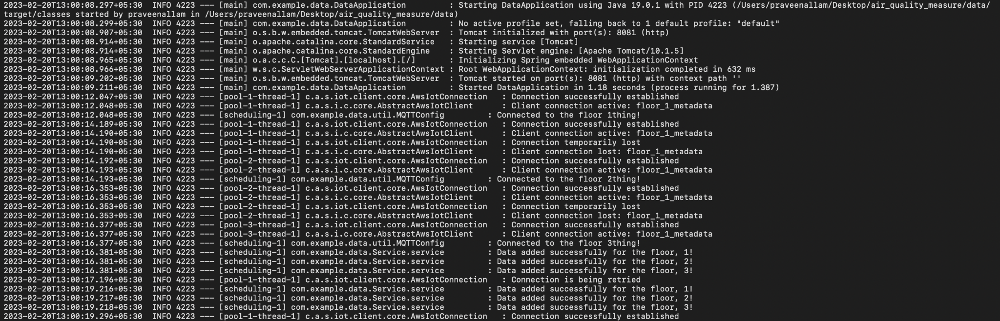 2023-02-20T13:00:08.297+05:30  INFO 4223 --- [main] com.example.data.DataApplication         : Starting DataApplication using Java 19.0.1 with PID 4223 (/Users/praveenallam/Desktop/air_quality_measure/data/
target/classes started by praveenallam in /Users/praveenallam/Desktop/air_quality_measure/data)
2023-02-20T13:00:08.299+05:30  INFO 4223 --- [main] com.example.data.DataApplication         : No active profile set, falling back to 1 default profile: "default"
2023-02-20T13:00:08.907+05:30  INFO 4223 --- [main] o.s.b.w.embedded.tomcat.TomcatWebServer  : Tomcat initialized with port(s): 8081 (http)
2023-02-20T13:00:08.914+05:30  INFO 4223 --- [main] o.apache.catalina.core.StandardService   : Starting service [Tomcat]
2023-02-20T13:00:08.914+05:30  INFO 4223 --- [main] o.apache.catalina.core.StandardEngine    : Starting Servlet engine: [Apache Tomcat/10.1.5]
2023-02-20T13:00:08.965+05:30  INFO 4223 --- [main] o.a.c.c.C.[Tomcat].[localhost].[/]       : Initializing Spring embedded WebApplicationContext
2023-02-20T13:00:08.966+05:30  INFO 4223 --- [main] w.s.c.ServletWebServerApplicationContext : Root WebApplicationContext: initialization completed in 632 ms
2023-02-20T13:00:09.202+05:30  INFO 4223 --- [main] o.s.b.w.embedded.tomcat.TomcatWebServer  : Tomcat started on port(s): 8081 (http) with context path ''
2023-02-20T13:00:09.211+05:30  INFO 4223 --- [main] com.example.data.DataApplication         : Started DataApplication in 1.18 seconds (process running for 1.387)
2023-02-20T13:00:12.047+05:30  INFO 4223 --- [pool-1-thread-1] c.a.s.iot.client.core.AwsIotConnection   : Connection successfully established
2023-02-20T13:00:12.048+05:30  INFO 4223 --- [pool-1-thread-1] c.a.s.i.c.core.AbstractAwsIotClient      : Client connection active: floor_1_metadata
2023-02-20T13:00:12.048+05:30  INFO 4223 --- [scheduling-1] com.example.data.util.MQTTConfig         : Connected to the floor 1thing!
2023-02-20T13:00:14.189+05:30  INFO 4223 --- [pool-1-thread-1] c.a.s.iot.client.core.AwsIotConnection   : Connection successfully established
2023-02-20T13:00:14.190+05:30  INFO 4223 --- [pool-1-thread-1] c.a.s.i.c.core.AbstractAwsIotClient      : Client connection active: floor_1_metadata
2023-02-20T13:00:14.190+05:30  INFO 4223 --- [pool-1-thread-1] c.a.s.iot.client.core.AwsIotConnection   : Connection temporarily lost
2023-02-20T13:00:14.190+05:30  INFO 4223 --- [pool-1-thread-1] c.a.s.i.c.core.AbstractAwsIotClient      : Client connection lost: floor_1_metadata
2023-02-20T13:00:14.192+05:30  INFO 4223 --- [pool-2-thread-1] c.a.s.iot.client.core.AwsIotConnection   : Connection successfully established
2023-02-20T13:00:14.193+05:30  INFO 4223 --- [pool-2-thread-1] c.a.s.i.c.core.AbstractAwsIotClient      : Client connection active: floor_1_metadata
2023-02-20T13:00:14.193+05:30  INFO 4223 --- [scheduling-1] com.example.data.util.MQTTConfig         : Connected to the floor 2thing!
2023-02-20T13:00:16.353+05:30  INFO 4223 --- [pool-2-thread-1] c.a.s.iot.client.core.AwsIotConnection   : Connection successfully established
2023-02-20T13:00:16.353+05:30  INFO 4223 --- [pool-2-thread-1] c.a.s.i.c.core.AbstractAwsIotClient      : Client connection active: floor_1_metadata
2023-02-20T13:00:16.353+05:30  INFO 4223 --- [pool-2-thread-1] c.a.s.iot.client.core.AwsIotConnection   : Connection temporarily lost
2023-02-20T13:00:16.353+05:30  INFO 4223 --- [pool-2-thread-1] c.a.s.i.c.core.AbstractAwsIotClient      : Client connection lost: floor_1_metadata
2023-02-20T13:00:16.377+05:30  INFO 4223 --- [pool-3-thread-1] c.a.s.iot.client.core.AwsIotConnection   : Connection successfully established
2023-02-20T13:00:16.377+05:30  INFO 4223 --- [pool-3-thread-1] c.a.s.i.c.core.AbstractAwsIotClient      : Client connection active: floor_1_metadata
2023-02-20T13:00:16.377+05:30  INFO 4223 --- [scheduling-1] com.example.data.util.MQTTConfig         : Connected to the floor 3thing!
2023-02-20T13:00:16.381+05:30  INFO 4223 --- [scheduling-1] com.example.data.Service.service         : Data added successfully for the floor, 1!
2023-02-20T13:00:16.381+05:30  INFO 4223 --- [scheduling-1] com.example.data.Service.service         : Data added successfully for the floor, 2!
2023-02-20T13:00:16.381+05:30  INFO 4223 --- [scheduling-1] com.example.data.Service.service         : Data added successfully for the floor, 3!
2023-02-20T13:00:17.196+05:30  INFO 4223 --- [pool-1-thread-1] c.a.s.iot.client.core.AwsIotConnection   : Connection is being retried
2023-02-20T13:00:19.216+05:30  INFO 4223 --- [scheduling-1] com.example.data.Service.service         : Data added successfully for the floor, 1!
2023-02-20T13:00:19.217+05:30  INFO 4223 --- [scheduling-1] com.example.data.Service.service         : Data added successfully for the floor, 2!
2023-02-20T13:00:19.218+05:30  INFO 4223 --- [scheduling-1] com.example.data.Service.service         : Data added successfully for the floor, 3!
2023-02-20T13:00:19.296+05:30  INFO 4223 --- [pool-1-thread-1] c.a.s.iot.client.core.AwsIotConnection   : Connection successfully established